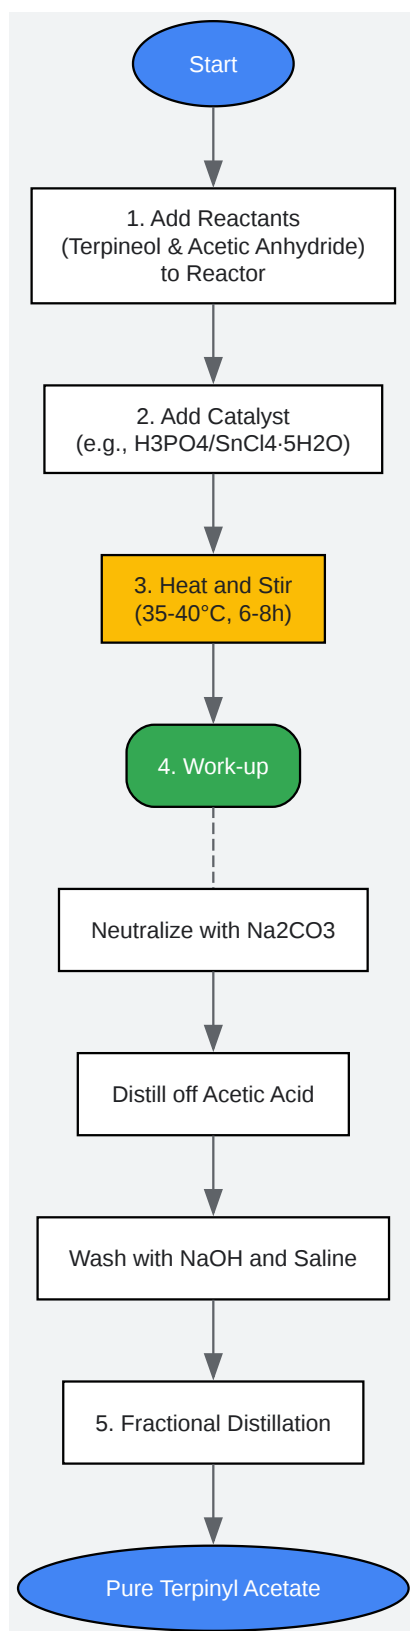 Start
1. Add Reactants
(Terpineol & Acetic Anhydride)
to Reactor
2. Add Catalyst
(e.g., H3PO4/SnCl4·5H2O)
3. Heat and Stir
(35-40°C, 6-8h)
4. Work-up
Neutralize with Na2CO3
Distill off Acetic Acid
Wash with NaOH and Saline
5. Fractional Distillation
Pure Terpinyl Acetate